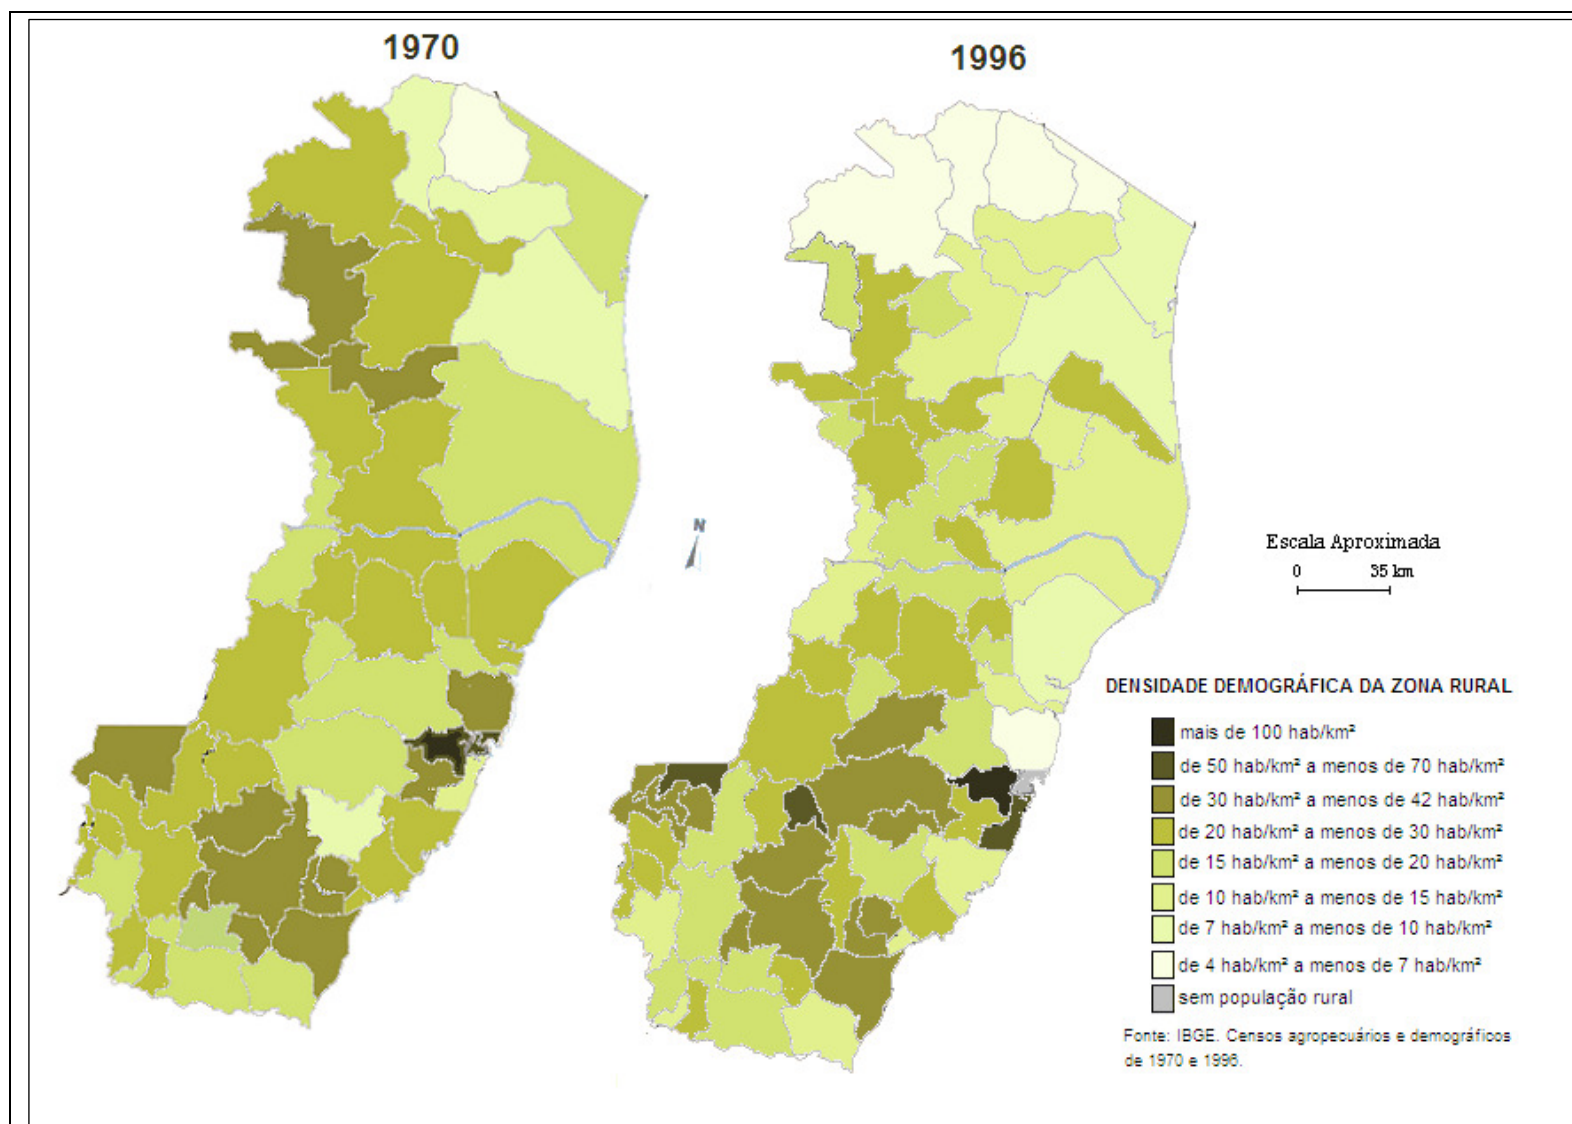 1970
1996
N
Escala Aproximada
0 35 km
DENSIDADE DEMOGRÁFICA DA ZONA RURAL
mais de 100 hab/km²
de 50 hab/km² a menos de 70 hab/km²
de 30 hab/km² a menos de 42 hab/km²
de 20 hab/km² a menos de 30 hab/km²
de 15 hab/km² a menos de 20 hab/km²
de 10 hab/km² a menos de 15 hab/km²
de 7 hab/km² a menos de 10 hab/km²
de 4 hab/km² a menos de 7 hab/km²
sem população rural
Fonte: IBGE. Censos agropecuários e demográficos
de 1970 e 1996.